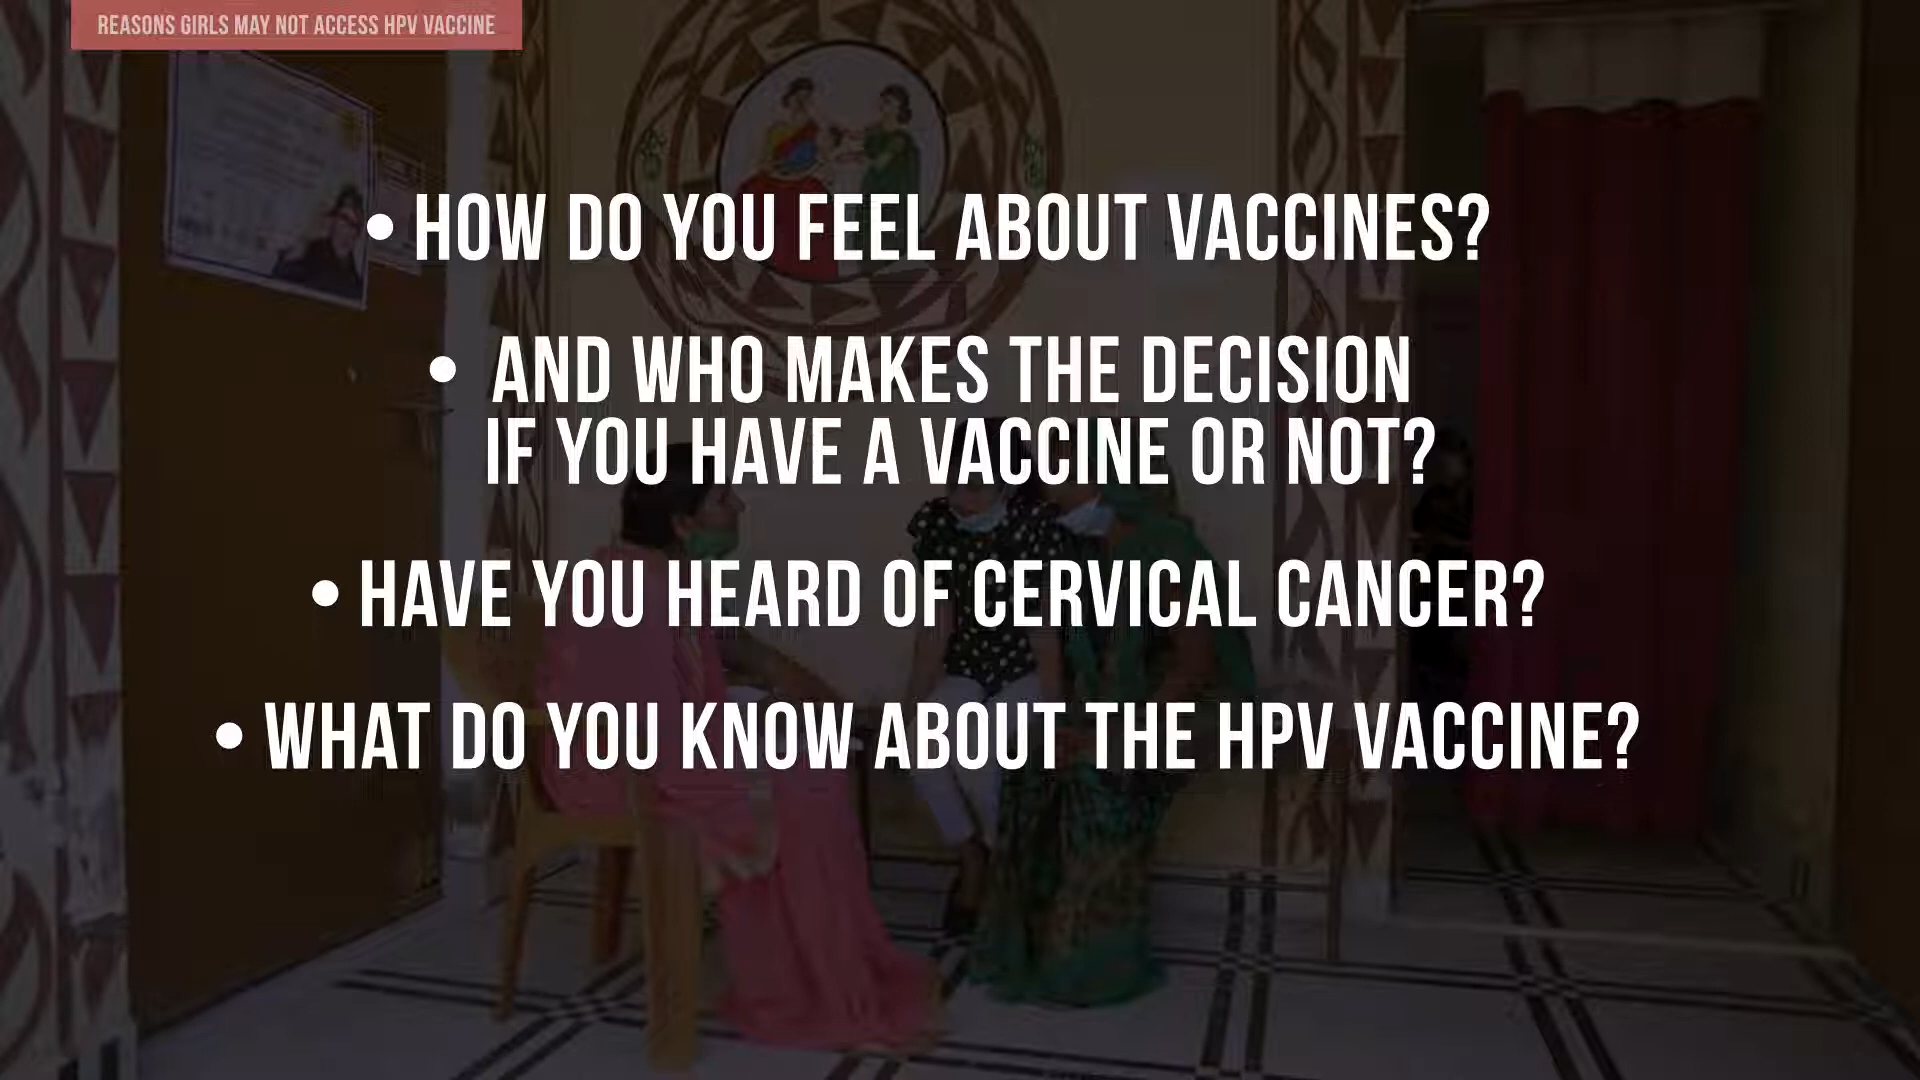 REASONS GIRLS MAY NOT ACCESS HPV VACCINE
• HOW DO YOU FEEL ABOUT VACCINES?
• AND WHO MAKES THE DECISION
IF YOU HAVE A VACCINE OR NOT?
• HAVE YOU HEARD OF CERVICAL CANCER?
• WHAT DO YOU KNOW ABOUT THE HPV VACCINE?